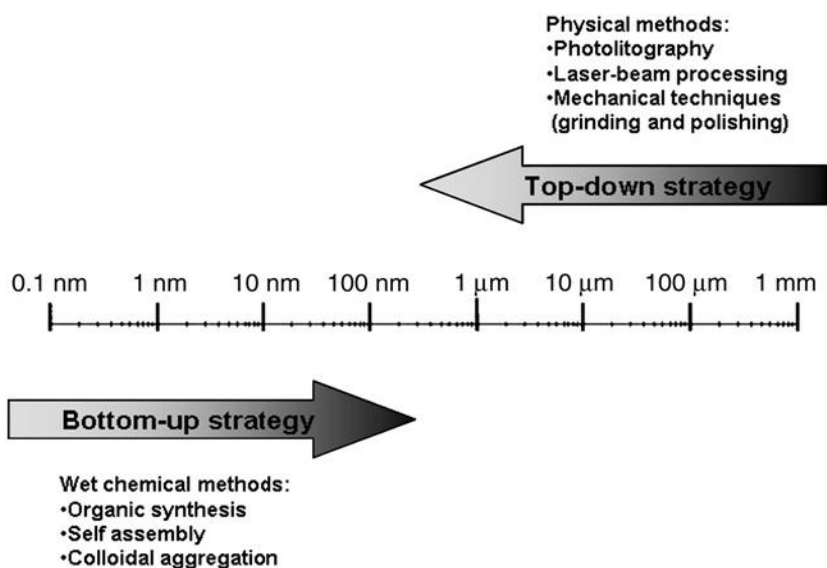 Physical methods:
•Photolitography
•Laser-beam processing
•Mechanical techniques
(grinding and polishing)
Top-down strategy
0.1 nm 1 nm 10 nm 100 nm 1 μm 10 μm 100 μm 1 mm
Bottom-up strategy
Wet chemical methods:
•Organic synthesis
•Self assembly
•Colloidal aggregation